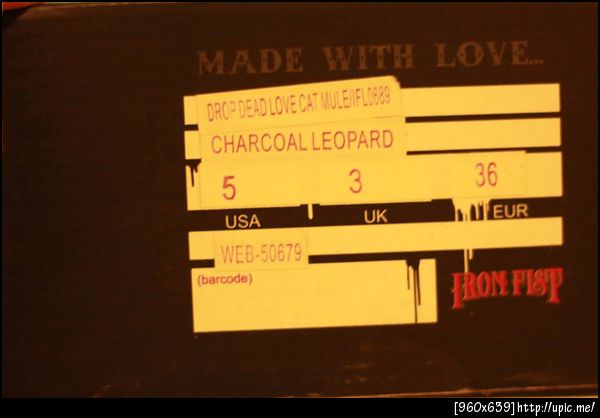 MADE WITH LOVE...
DROP DEAD LOVE CAT MULE/IFL0689
CHARCOAL LEOPARD
5 3 36
USA UK EUR
WEB-50679
(barcode)
IRON FIST
[960x639]http://upic.me/